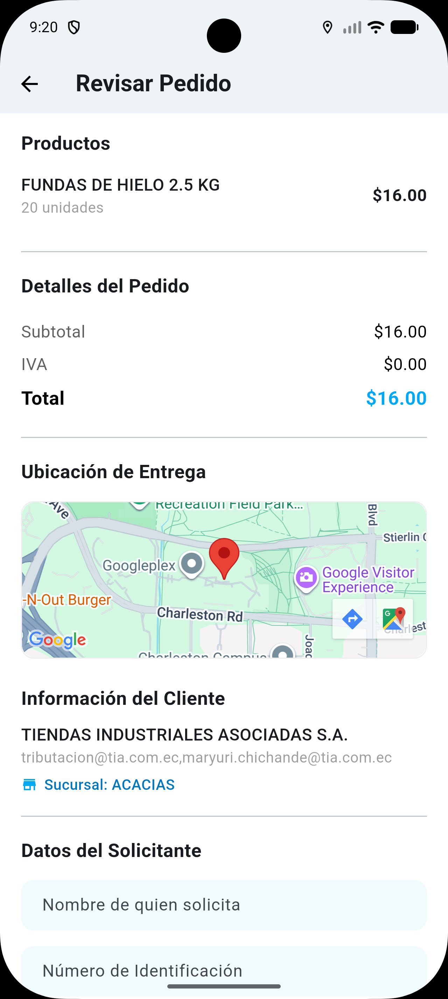 9:20
Revisar Pedido
Productos
FUNDAS DE HIELO 2.5 KG
$16.00
20 unidades
Detalles del Pedido
Subtotal $16.00
IVA $0.00
Total $16.00
Ubicación de Entrega
Ave
Recreation Field Park...
Blvd
Stierlin
Googleplex
Google Visitor
Experience
-N-Out Burger
Charleston Rd
Google
Charleston Campus
Información del Cliente
TIENDAS INDUSTRIALES ASOCIADAS S.A.
tributacion@tia.com.ec,maryuri.chichande@tia.com.ec
Sucursal: ACACIAS
Datos del Solicitante
Nombre de quien solicita
Número de Identificación